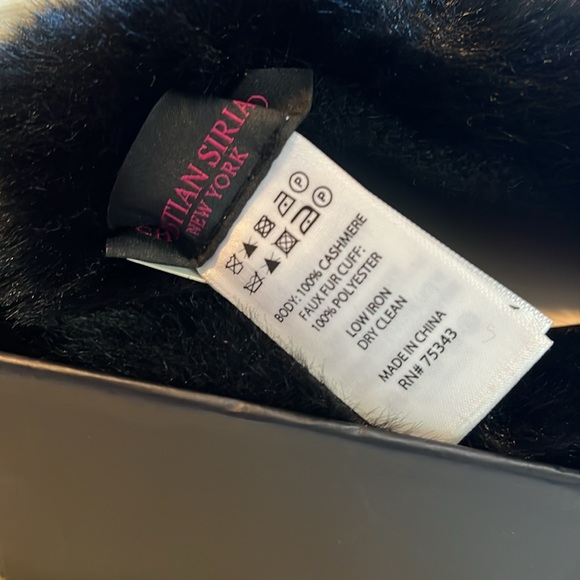 STIAN SIRIA
NEW YORK
P
P
BODY: 100% CASHMERE
FAUX FUR CUFF:
100% POLYESTER
LOW IRON
DRY CLEAN
MADE IN CHINA
RN# 75343